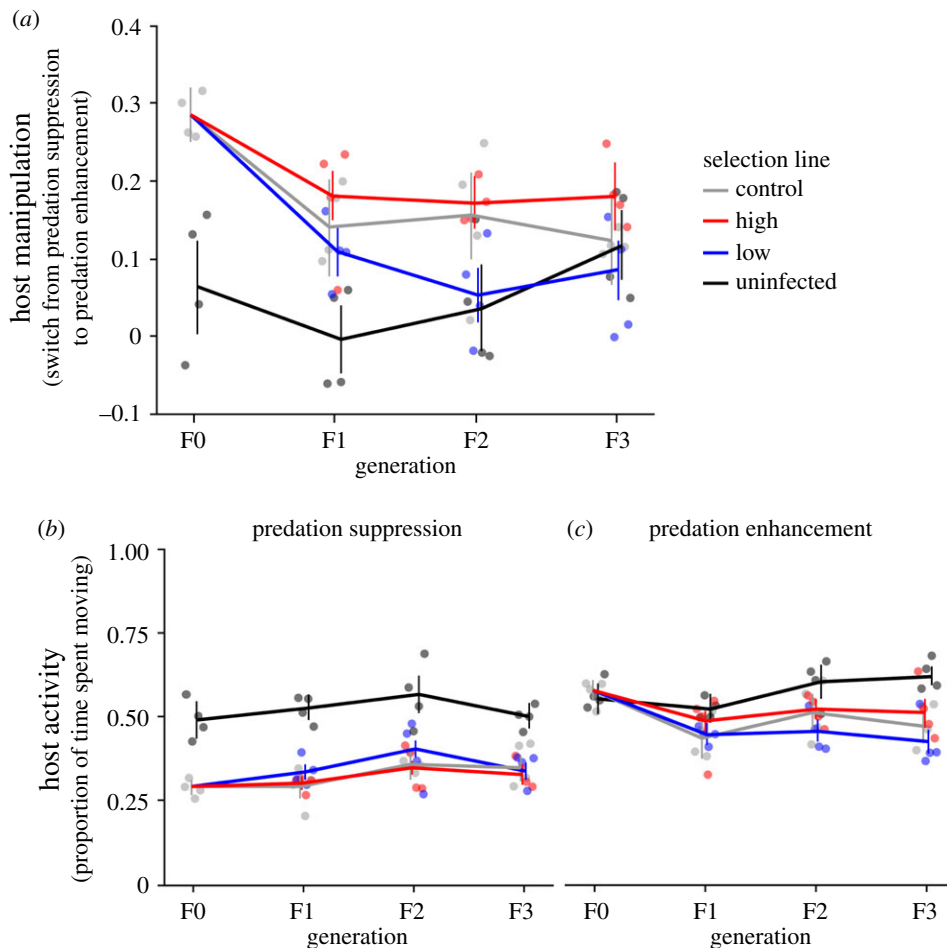 (a)
0.4
0.3
0.2
0.1
0
–0.1
host manipulation
(switch from predation suppression
to predation enhancement)
F0 F1 F2 F3
generation
selection line
control
high
low
uninfected
(b) predation suppression
(c) predation enhancement
1.00
0.75
0.50
0.25
0
host activity
(proportion of time spent moving)
F0 F1 F2 F3
generation
F0 F1 F2 F3
generation